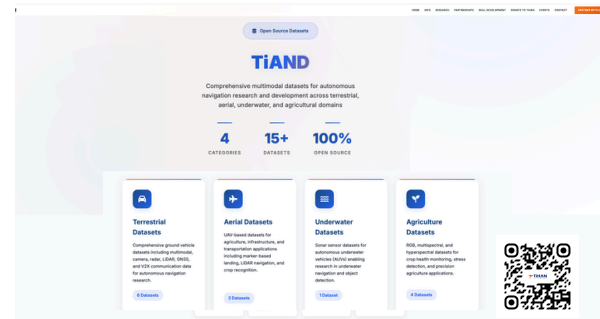 HOME INFO RESEARCH PARTNERSHIPS SKILL DEVELOPMENT DONATE TO TIHAN EVENTS CONTACT
Open Source Datasets
TiAND
Comprehensive multimodal datasets for autonomous
navigation research and development across terrestrial,
aerial, underwater, and agricultural domains
4 15+ 100%
CATEGORIES DATASETS OPEN SOURCE
Terrestrial
Datasets
Comprehensive ground vehicle
datasets including multimodal,
camera, radar, LiDAR, GNSS,
and V2X communication data
for autonomous navigation
research.
6 Datasets
Aerial Datasets
UAV-based datasets for
agriculture, infrastructure, and
transportation applications
including marker-based
landing, LiDAR navigation, and
crop recognition.
3 Datasets
Underwater
Datasets
Sonar sensor datasets for
autonomous underwater
vehicles (AUVs) enabling
research in underwater
navigation and object
detection.
1 Dataset
Agriculture
Datasets
RGB, multispectral, and
hyperspectral datasets for
crop health monitoring, stress
detection, and precision
agriculture applications.
4 Datasets
TiHAN